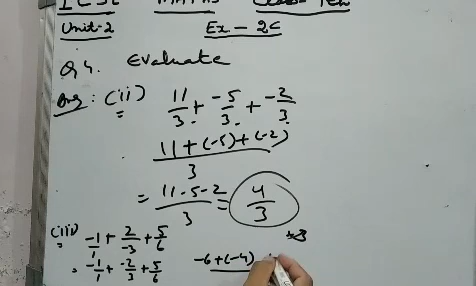 Unit-2 Ex-2C
Q4. Evaluate
Ans: (ii) 11/3 + -5/3 + -2/3
11+(-5)+(-2)/3
= 11-5-2/3 = 4/3
(iii) -1/1 + 2/-3 + 5/6
= -1/1 + -2/3 + 5/6
-6+(-4)